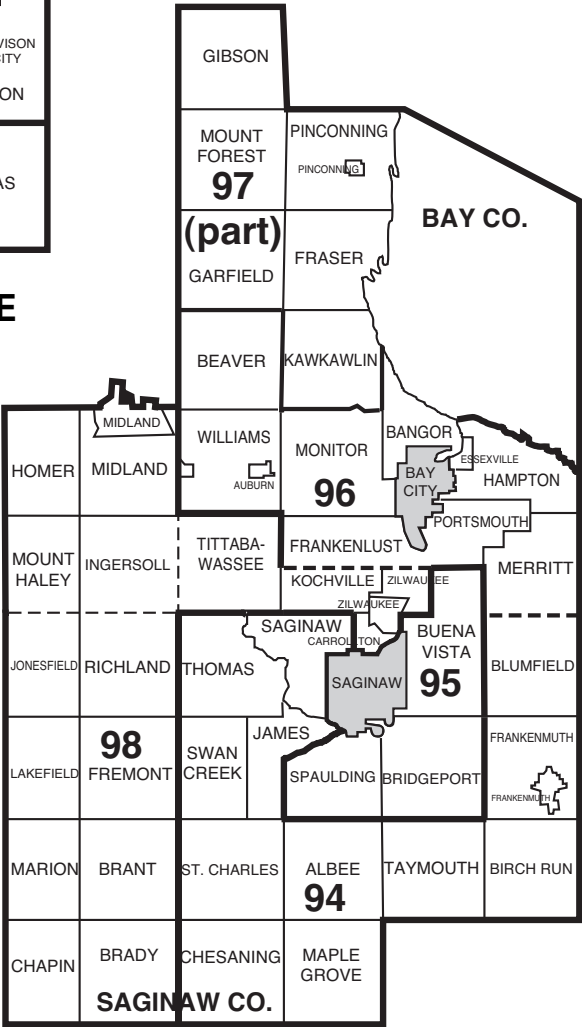 VISON
CITY
ON
AS
E
GIBSON
MOUNT
FOREST
97
(part)
PINCONNING
PINCONNING
BAY CO.
GARFIELD
FRASER
BEAVER
KAWKAWLIN
MIDLAND
HOMER
MIDLAND
WILLIAMS
AUBURN
MONITOR
96
BANGOR
BAY
CITY
ESSEXVILLE
HAMPTON
PORTSMOUTH
MOUNT
HALEY
INGERSOLL
TITTABA-
WASSEE
FRANKENLUST
MERRITT
KOCHVILLE
ZILWAUKEE
ZILWAUKEE
SAGINAW
CARROLLTON
BUENA
VISTA
95
JONESFIELD
RICHLAND
THOMAS
SAGINAW
BLUMFIELD
98
LAKEFIELD
FREMONT
SWAN
CREEK
JAMES
SPAULDING
BRIDGEPORT
FRANKENMUTH
FRANKENMUTH
MARION
BRANT
ST. CHARLES
ALBEE
94
TAYMOUTH
BIRCH RUN
CHAPIN
BRADY
CHESANING
MAPLE
GROVE
SAGINAW CO.